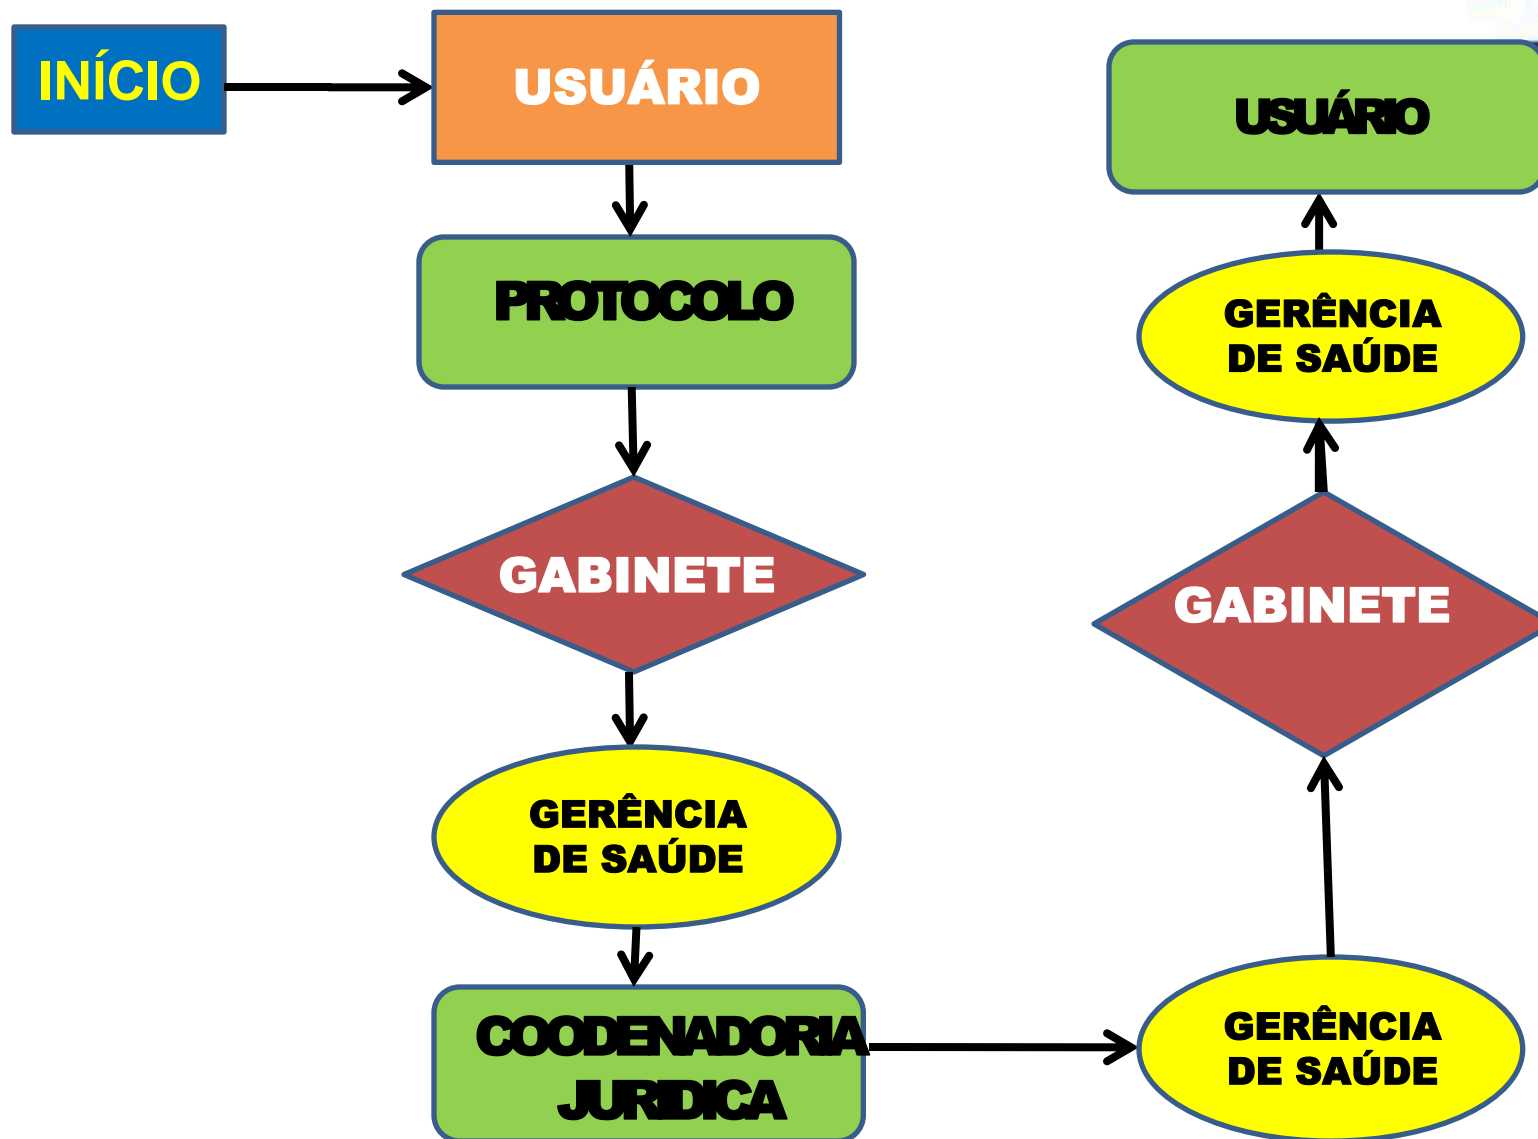 INÍCIO
USUÁRIO
PROTOCOLO
GABINETE
GERÊNCIA
DE SAÚDE
COODENADORIA
JURIDICA
GERÊNCIA
DE SAÚDE
GABINETE
GERÊNCIA
DE SAÚDE
USUÁRIO